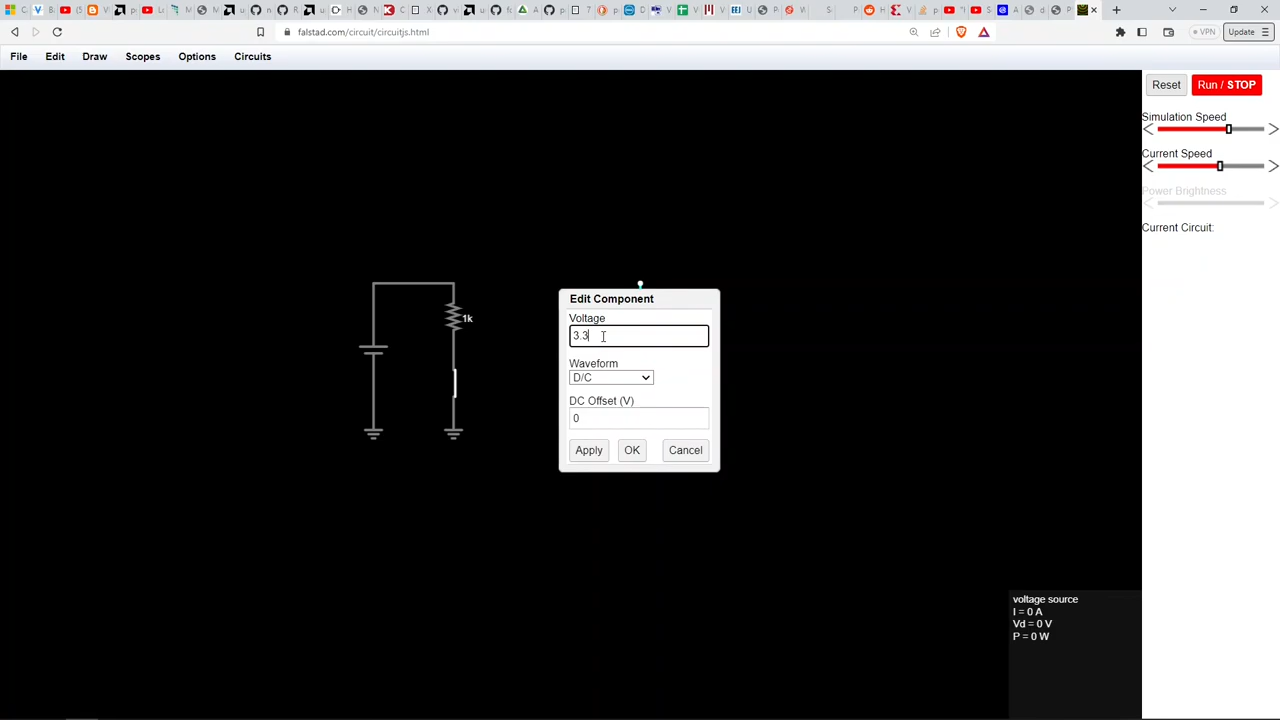 falstad.com/circuit/circuitjs.html
VPN
Update
File
Edit
Draw
Scopes
Options
Circuits
Reset
Run / STOP
Simulation Speed
Current Speed
Power Brightness
Current Circuit:
1k
Edit Component
Voltage
3.3
Waveform
D/C
DC Offset (V)
0
Apply
OK
Cancel
voltage source
I = 0 A
Vd = 0 V
P = 0 W